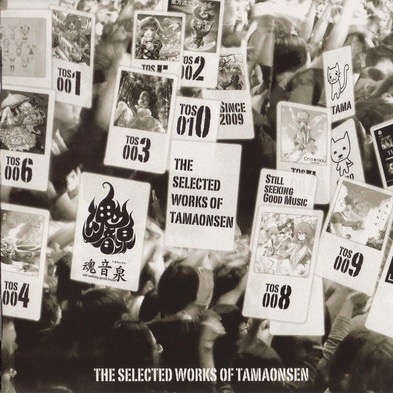 TOS
001
TOS
002
SINCE
2009
TAMA
TOS
003
TOS
010
THE
SELECTED
WORKS OF
TAMAONSEN
STILL
SEEKING
GOOD MUSIC
TOS
006
魂音泉
TOS
004
TOS
008
TOS
009
THE SELECTED WORKS OF TAMAONSEN